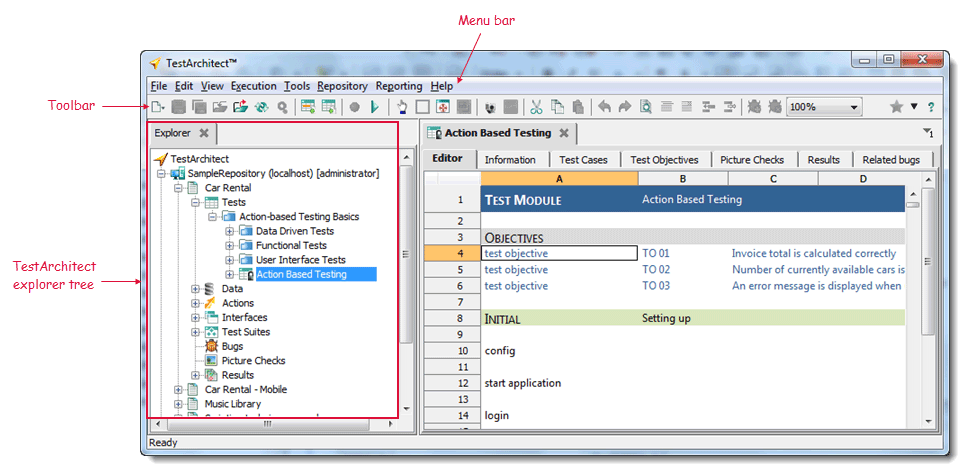 Menu bar
TestArchitect™
File Edit View Execution Tools Repository Reporting Help
Toolbar
100%
?
Explorer
Action Based Testing
1
TestArchitect
SampleRepository (localhost) [administrator]
Car Rental
Tests
Action-based Testing Basics
Data Driven Tests
Functional Tests
User Interface Tests
Action Based Testing
Data
Actions
Interfaces
Test Suites
Bugs
Picture Checks
Results
Car Rental - Mobile
Music Library
TestArchitect
explorer tree
Editor Information Test Cases Test Objectives Picture Checks Results Related bugs
A B C D
1 TEST MODULE Action Based Testing
2
3 OBJECTIVES
4 test objective TO 01 Invoice total is calculated correctly
5 test objective TO 02 Number of currently available cars is
6 test objective TO 03 An error message is displayed when
7
8 INITIAL Setting up
9
10 config
11
12 start application
13
14 login
Ready